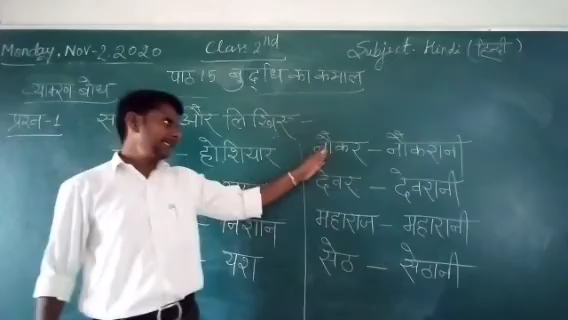 Monday, Nov-2, 2020 Class 2nd Subject- Hindi (हिन्दी)
पाठ 15 बुद्धि का कमाल
व्याकरण बोध
प्रश्न-1 और लिखिए-
- होशियार नौकर - नौकरानी
देवर - देवरानी
- निशान महाराज - महारानी
- यश सेठ - सेठानी